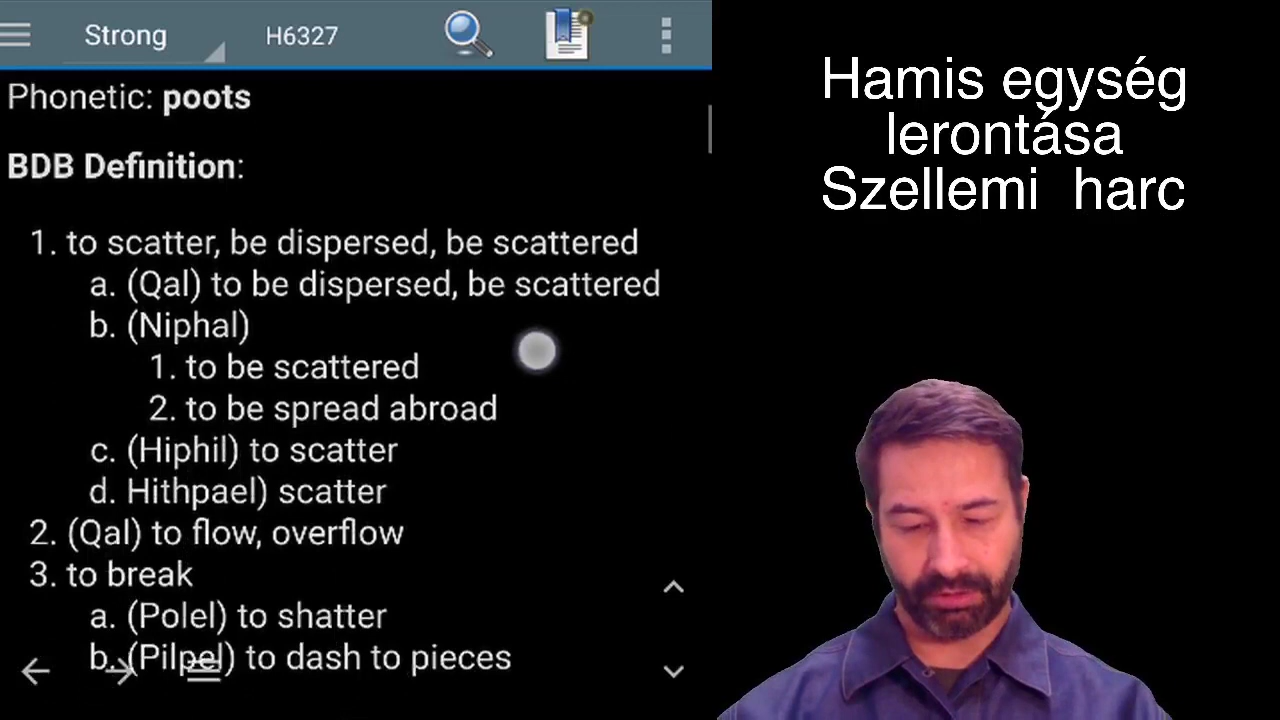 Strong H6327
Phonetic: poots
BDB Definition:
1. to scatter, be dispersed, be scattered
a. (Qal) to be dispersed, be scattered
b. (Niphal)
1. to be scattered
2. to be spread abroad
c. (Hiphil) to scatter
d. Hithpael) scatter
2. (Qal) to flow, overflow
3. to break
a. (Polel) to shatter
b. (Pilpel) to dash to pieces
Hamis egység
lerontása
Szellemi harc